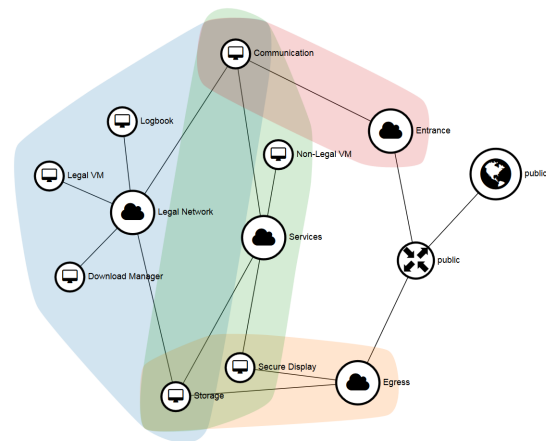 Communication
Logbook
Entrance
Non-Legal VM
Legal VM
public
Legal Network
Services
public
Download Manager
Secure Display
Egress
Storage